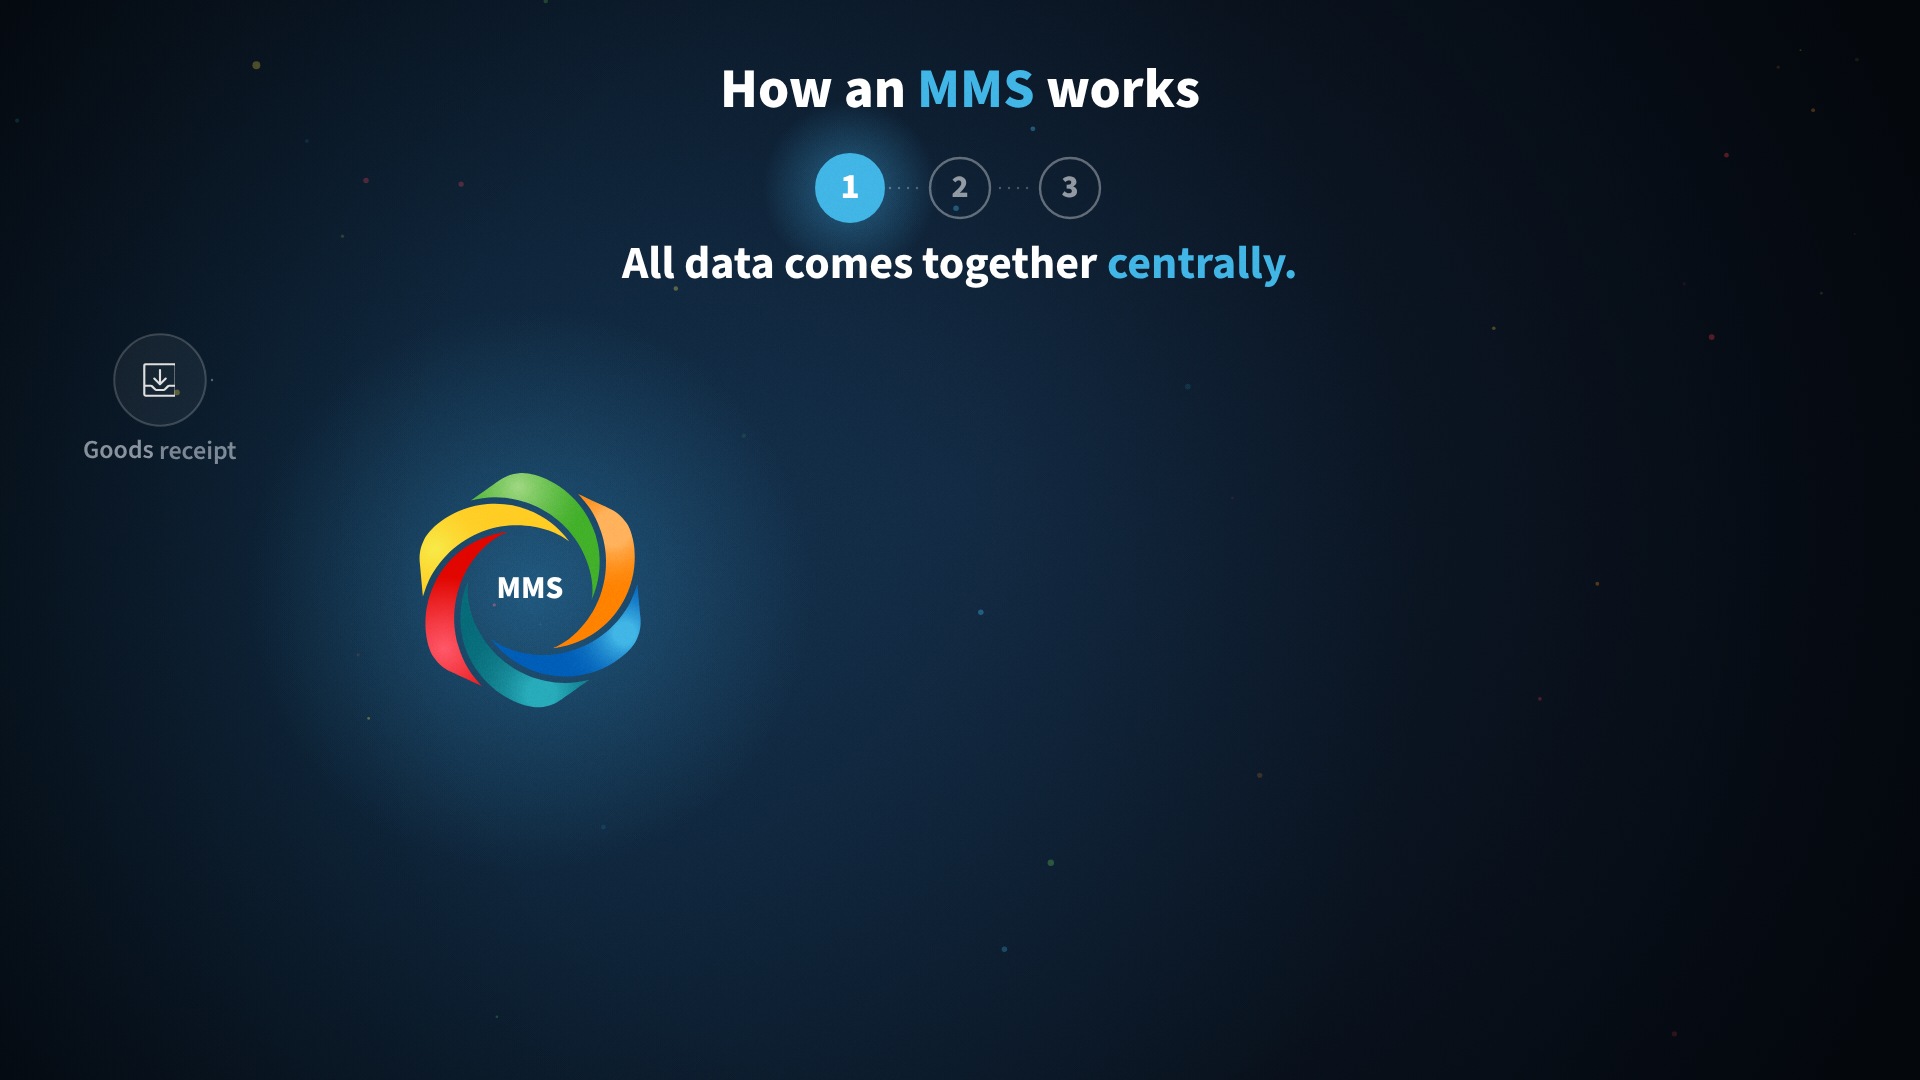 How an MMS works
1 2 3
All data comes together centrally.
Goods receipt
MMS